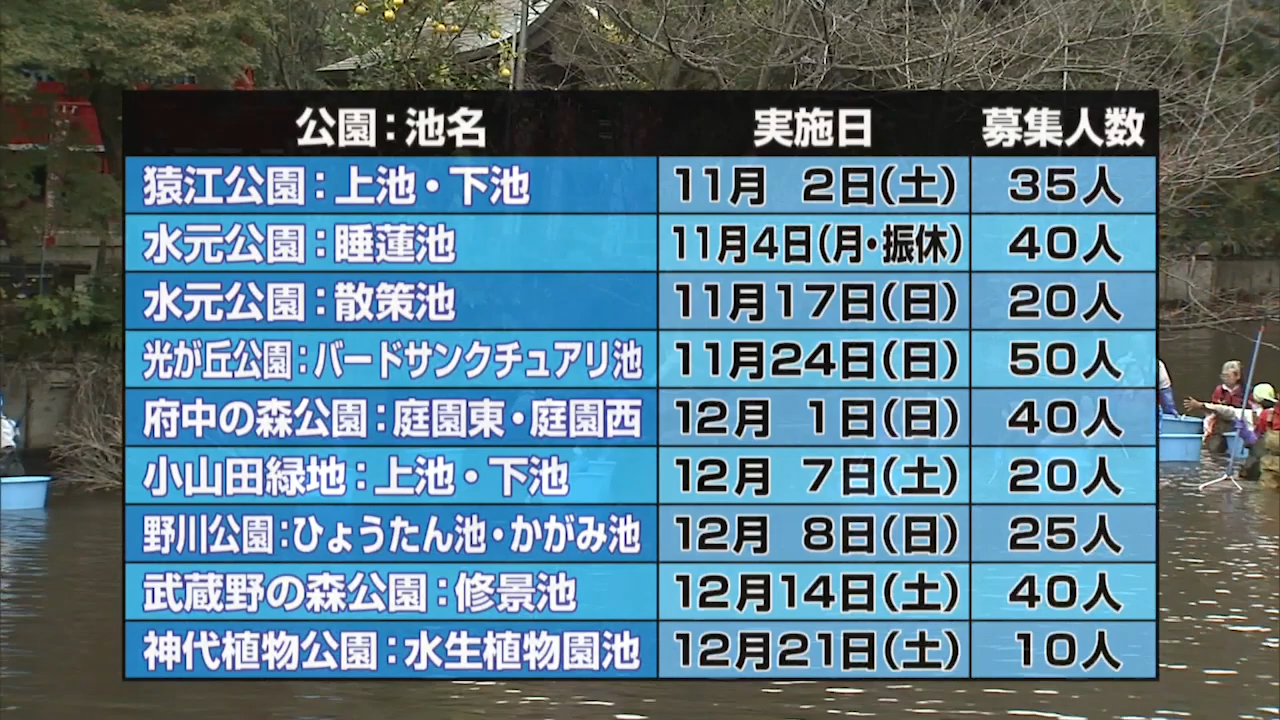 公園：池名 実施日 募集人数
猿江公園：上池・下池 11月 2日(土) 35人
水元公園：睡蓮池 11月4日(月・振休) 40人
水元公園：散策池 11月17日(日) 20人
光が丘公園：バードサンクチュアリ池 11月24日(日) 50人
府中の森公園：庭園東・庭園西 12月 1日(日) 40人
小山田緑地：上池・下池 12月 7日(土) 20人
野川公園：ひょうたん池・かがみ池 12月 8日(日) 25人
武蔵野の森公園：修景池 12月14日(土) 40人
神代植物公園：水生植物園池 12月21日(土) 10人